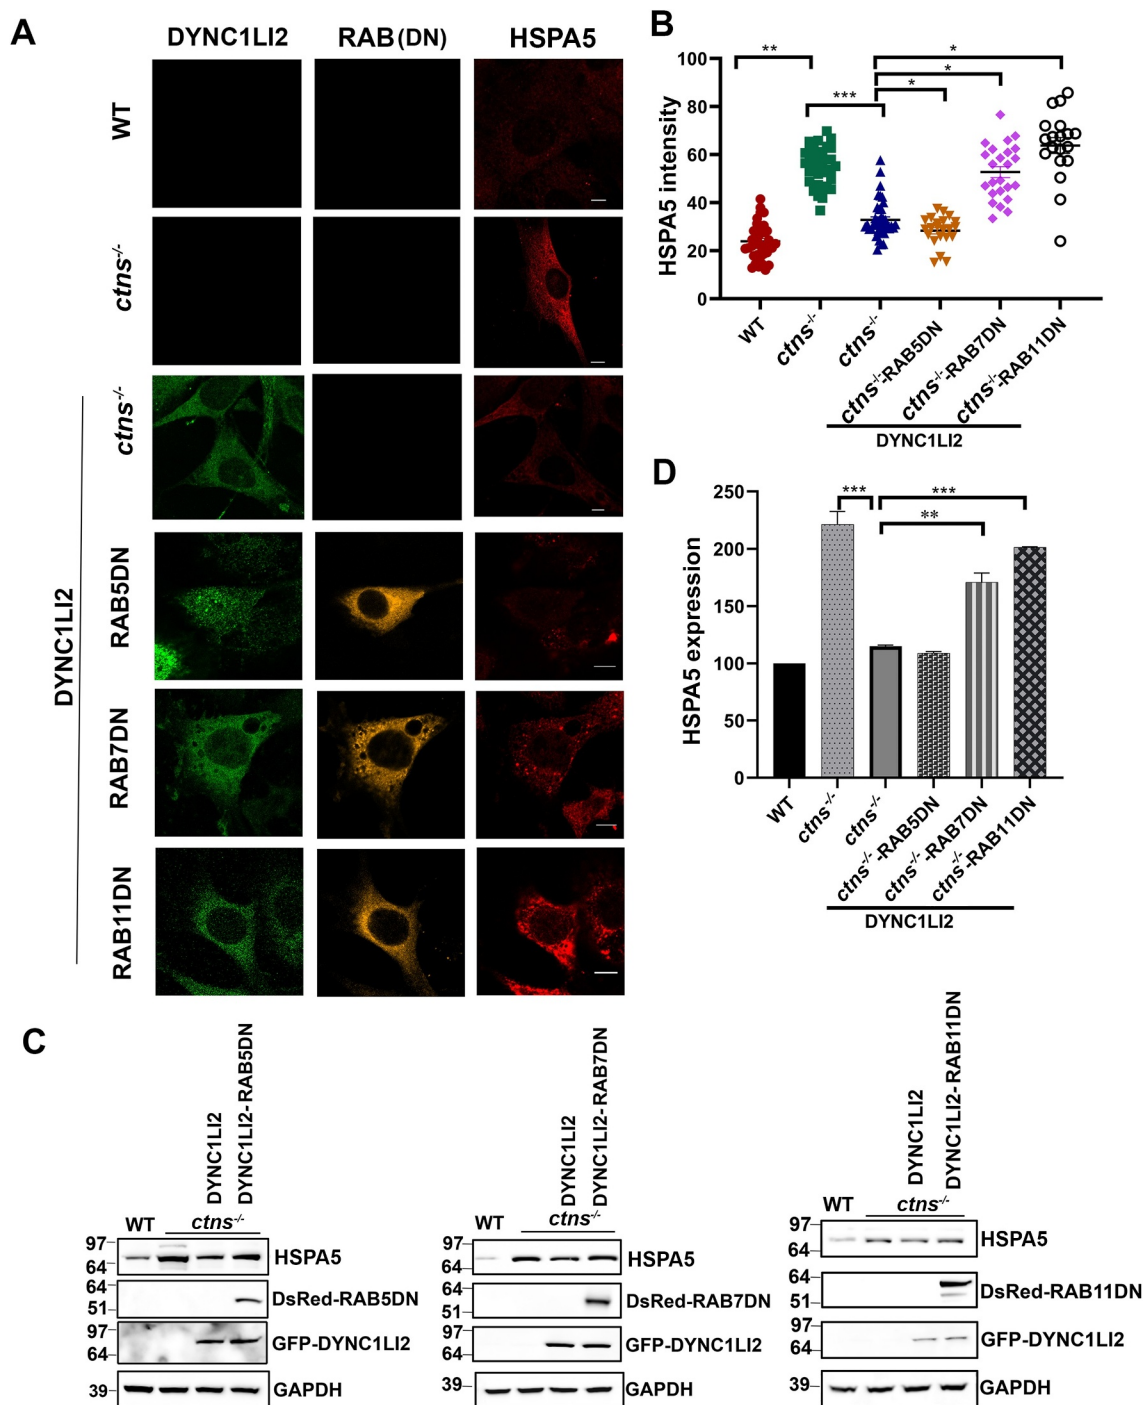 A
DYNC1LI2 RAB (DN) HSPA5
WT
ctns-/-
ctns-/-
RAB5DN
RAB7DN
RAB11DN
DYNC1LI2
B
HSPA5 intensity
100
80
60
40
20
0
** *** * * *
WT
ctns-/-
ctns-/-
ctns-/--RAB5DN
ctns-/--RAB7DN
ctns-/--RAB11DN
DYNC1LI2
D
HSPA5 expression
250
200
150
100
50
0
*** ** ***
WT
ctns-/-
ctns-/-
ctns-/--RAB5DN
ctns-/--RAB7DN
ctns-/--RAB11DN
DYNC1LI2
C
DYNC1LI2
DYNC1LI2-RAB5DN
WT ctns-/-
97
64
HSPA5
64
51
DsRed-RAB5DN
97
64
GFP-DYNC1LI2
39
GAPDH
DYNC1LI2
DYNC1LI2-RAB7DN
WT ctns-/-
97
64
HSPA5
64
51
DsRed-RAB7DN
97
64
GFP-DYNC1LI2
39
GAPDH
DYNC1LI2
DYNC1LI2-RAB11DN
WT ctns-/-
97
64
HSPA5
64
51
DsRed-RAB11DN
97
64
GFP-DYNC1LI2
39
GAPDH